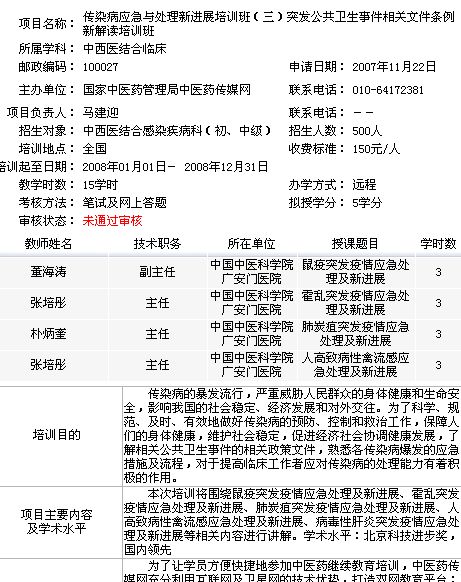 项目名称： 传染病应急与处理新进展培训班（三）突发公共卫生事件相关文件条例
新解读培训班
所属学科： 中西医结合临床
邮政编码： 100027 申请日期： 2007年11月22日
主办单位： 国家中医药管理局中医药传媒网 联系电话： 010-64172381
项目负责人： 马建迎 联系电话： －－
招生对象： 中西医结合感染疾病科（初、中级） 招生人数： 500人
培训地点： 全国 收费标准： 150元/人
培训起至日期： 2008年01月01日－ 2008年12月31日
教学时数： 15学时 办学方式： 远程
考核方法： 笔试及网上答题 拟授学分： 5学分
审核状态： 未通过审核
教师姓名 技术职务 所在单位 授课题目 学时数
董海涛 副主任 中国中医科学院广安门医院 鼠疫突发疫情应急处理及新进展 3
张培彤 主任 中国中医科学院广安门医院 霍乱突发疫情应急处理及新进展 3
朴炳奎 主任 中国中医科学院广安门医院 肺炭疽突发疫情应急处理及新进展 3
张培彤 主任 中国中医科学院广安门医院 人高致病性禽流感应急处理及新进展 3
培训目的
传染病的暴发流行，严重威胁人民群众的身体健康和生命安
全，影响我国的社会稳定、经济发展和对外交往。为了科学、规
范、及时、有效地做好传染病的预防、控制和救治工作，保障人
们的身体健康，维护社会稳定，促进经济社会协调健康发展，了
解相关公共卫生事件的相关政策文件，熟悉各传染病爆发的应急
措施及流程，对于提高临床工作者应对传染病的处理能力有着积
极的作用。
项目主要内容
及学术水平
本次培训将围绕鼠疫突发疫情应急处理及新进展、霍乱突发
疫情应急处理及新进展、肺炭疽突发疫情应急处理及新进展、人
高致病性禽流感应急处理及新进展、病毒性肝炎突发疫情应急处
理及新进展等相关内容进行讲解。学术水平：北京科技进步奖，
国内领先
为了让学员方便快捷地参加中医药继续教育培训，中医药传
媒网充分利用互联网及卫星网的技术优势，打造双网教育平台：